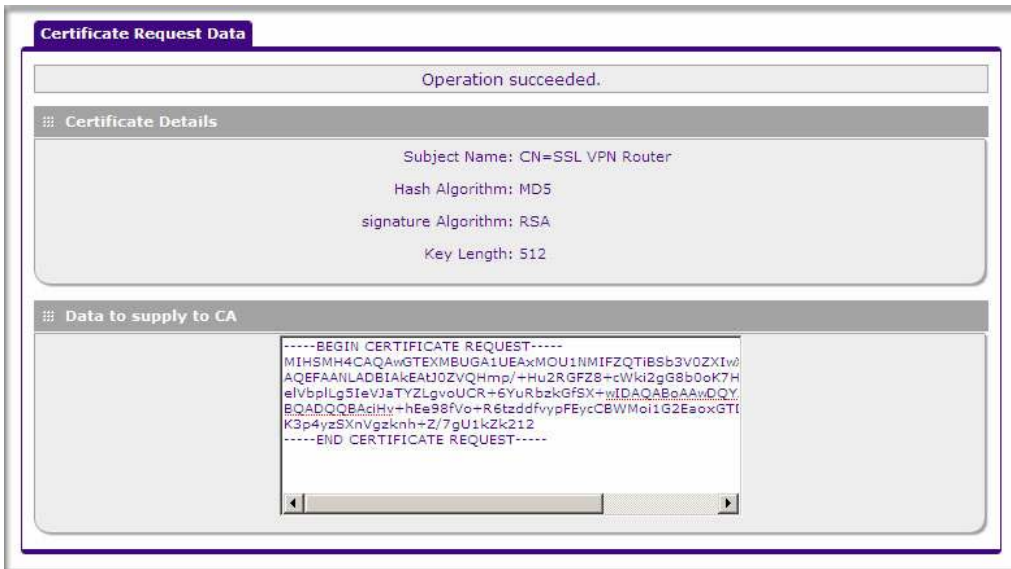 Certificate Request Data
Operation succeeded.
Certificate Details
Subject Name: CN=SSL VPN Router
Hash Algorithm: MD5
signature Algorithm: RSA
Key Length: 512
Data to supply to CA
-----BEGIN CERTIFICATE REQUEST-----
MIHSMH4CAQAwGTEXMBUGA1UEAxMOU1NMIFZQTiBSb3V0ZXIw
AQEFAANLADBIAkEAtJ0ZVQHmp/+Hu2RGFZ8+cWki2gG8b0oK7H
elVbplLg5IeVJaTYZLgvoUCR+6YuRbzkGfSX+wIDAQABoAAwDQY
BQADQQBAciHv+hEe98fVo+R6tzddfvypFEycCBWMoi1G2EaoxGT
K3p4yzSXnVgzknh+Z/7gU1kZk212
-----END CERTIFICATE REQUEST-----